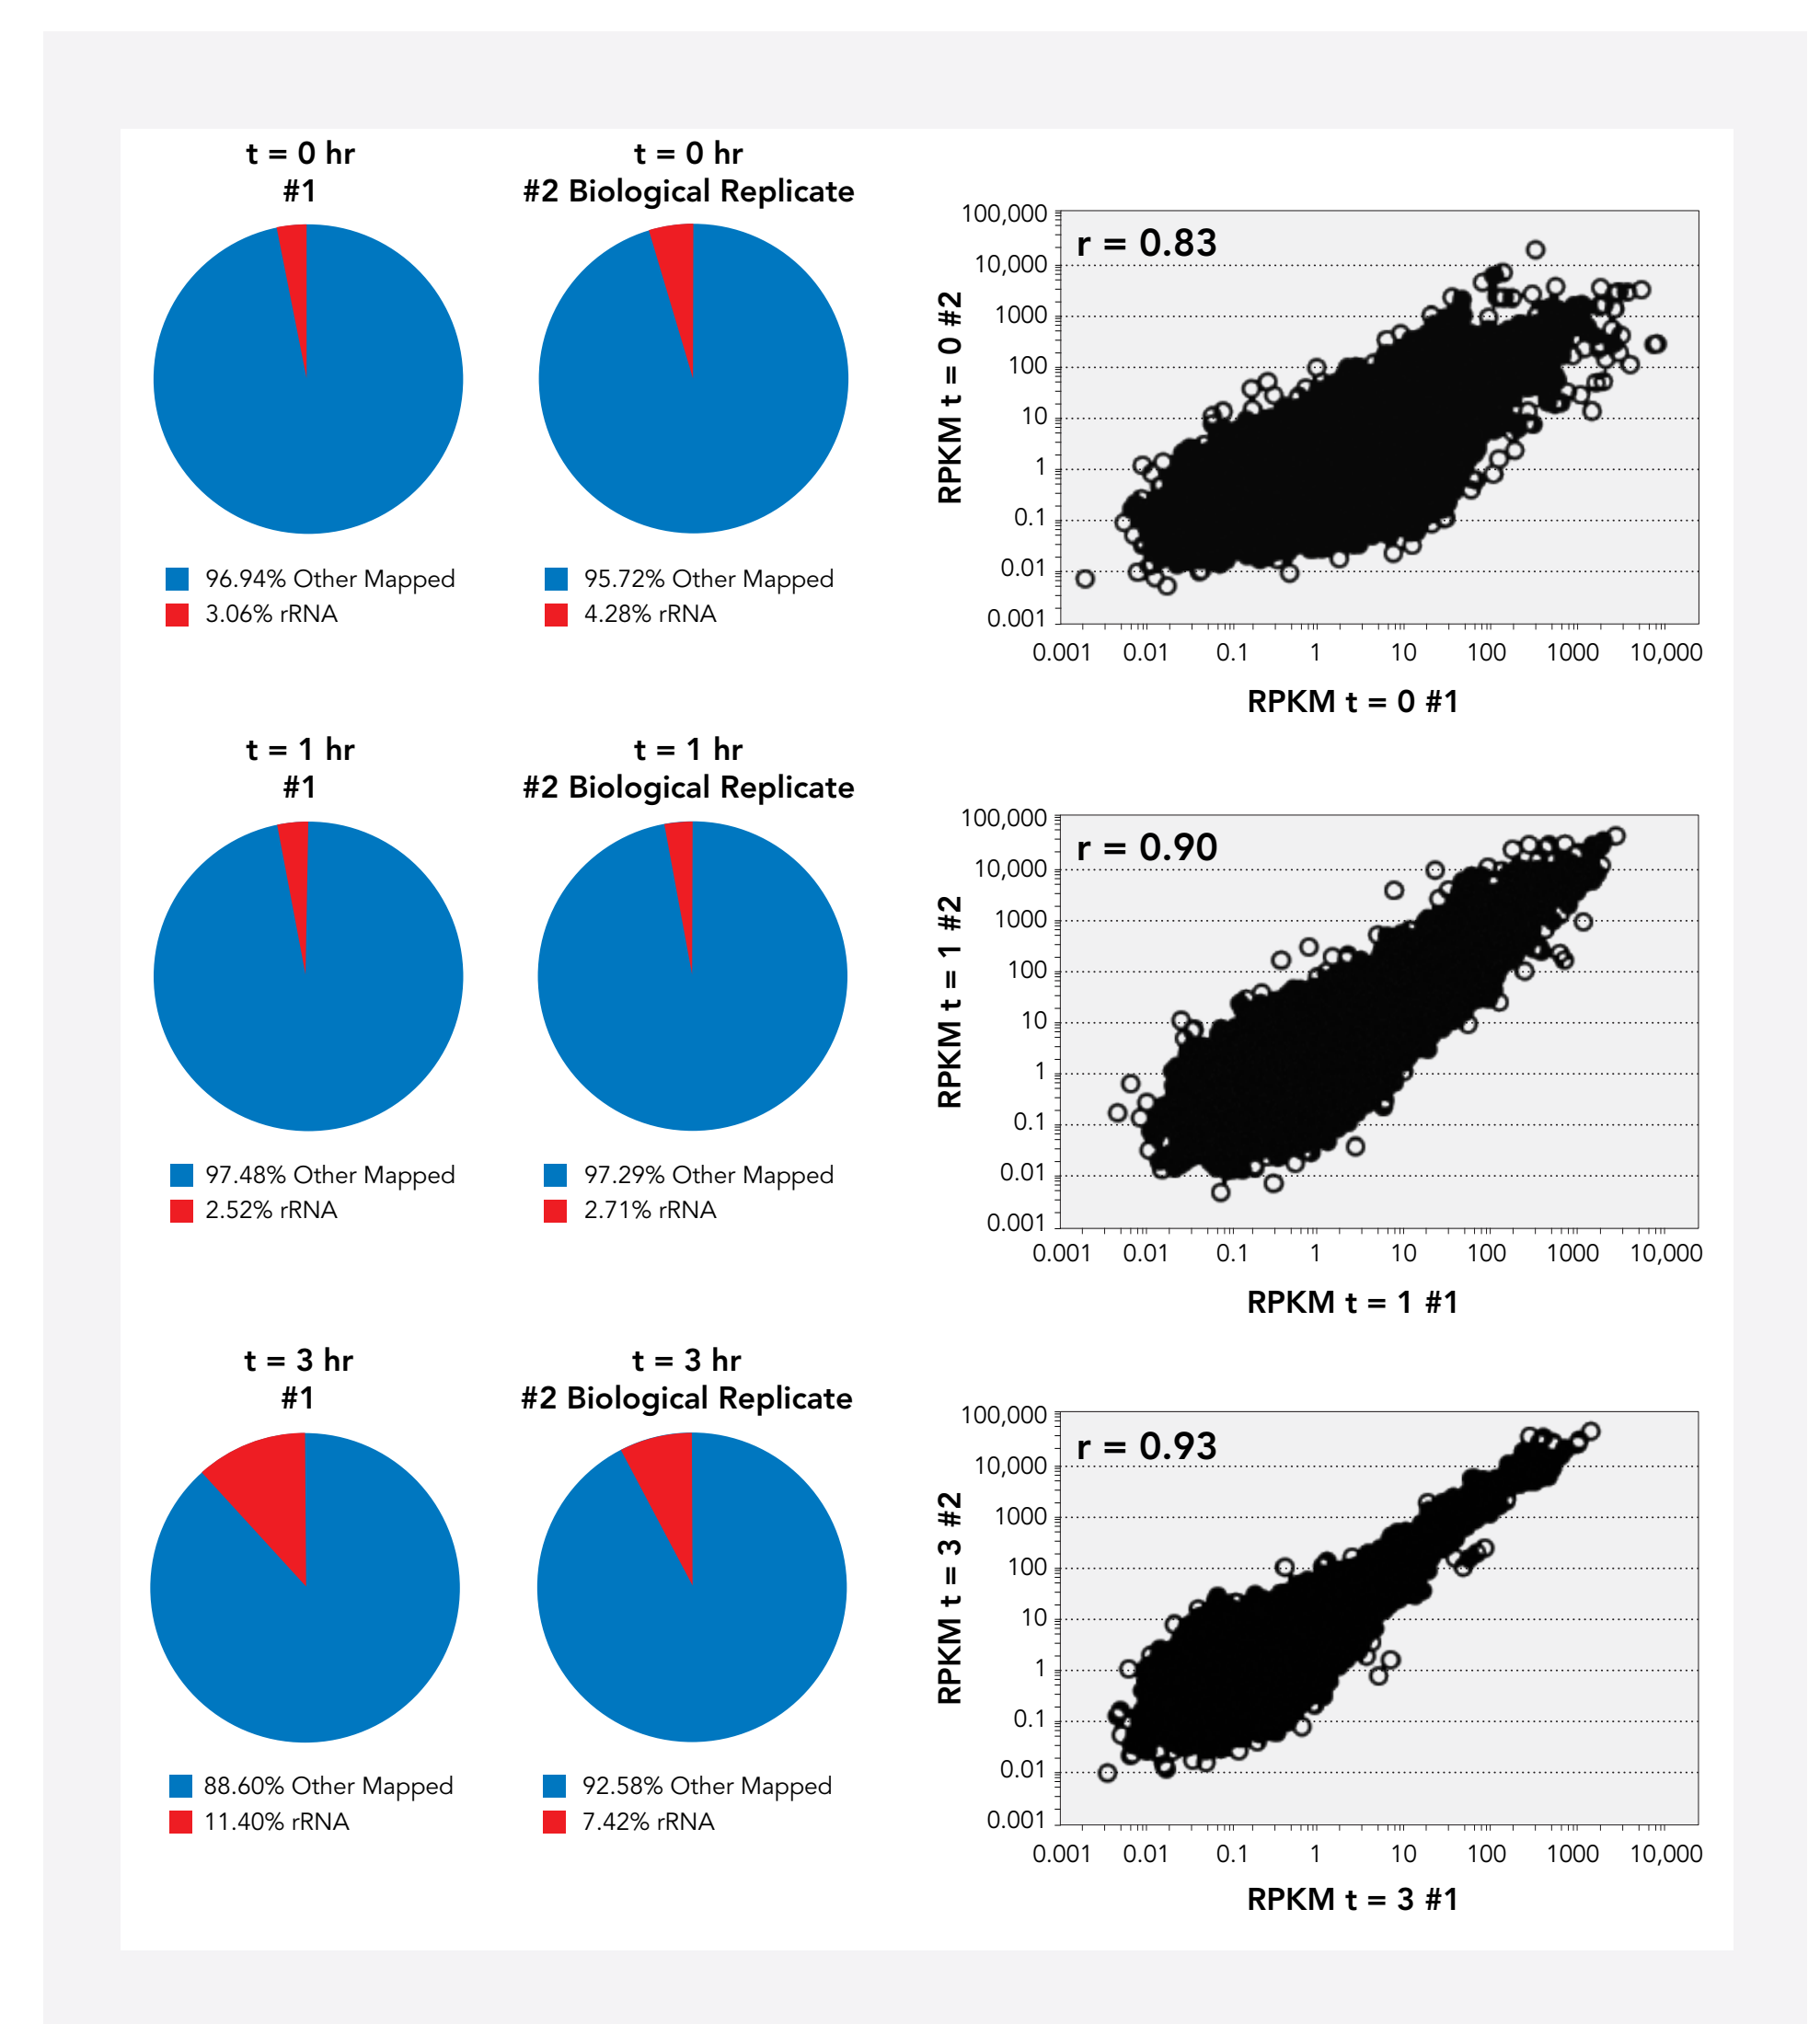 t = 0 hr
#1
t = 0 hr
#2 Biological Replicate
96.94% Other Mapped
3.06% rRNA
95.72% Other Mapped
4.28% rRNA
r = 0.83
RPKM t = 0 #2
100,000
10,000
1000
100
10
1
0.1
0.01
0.001
0.001 0.01 0.1 1 10 100 1000 10,000
RPKM t = 0 #1
t = 1 hr
#1
t = 1 hr
#2 Biological Replicate
97.48% Other Mapped
2.52% rRNA
97.29% Other Mapped
2.71% rRNA
r = 0.90
RPKM t = 1 #2
100,000
10,000
1000
100
10
1
0.1
0.01
0.001
0.001 0.01 0.1 1 10 100 1000 10,000
RPKM t = 1 #1
t = 3 hr
#1
t = 3 hr
#2 Biological Replicate
88.60% Other Mapped
11.40% rRNA
92.58% Other Mapped
7.42% rRNA
r = 0.93
RPKM t = 3 #2
100,000
10,000
1000
100
10
1
0.1
0.01
0.001
0.001 0.01 0.1 1 10 100 1000 10,000
RPKM t = 3 #1